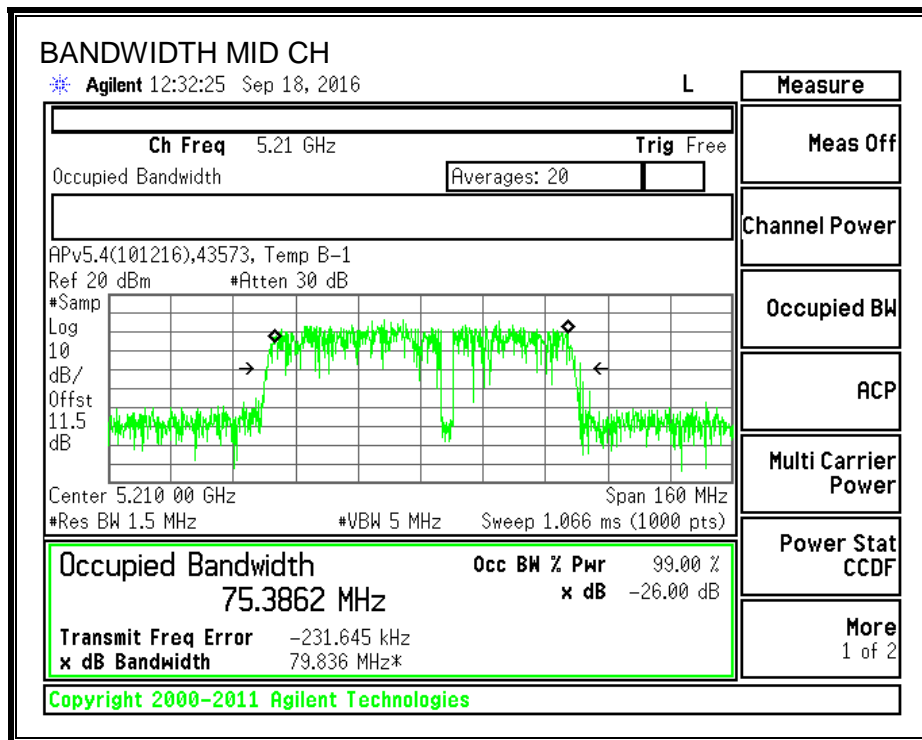 BANDWIDTH MID CH
Agilent 12:32:25 Sep 18, 2016 L
Measure
Ch Freq 5.21 GHz Trig Free
Meas Off
Occupied Bandwidth Averages: 20
Channel Power
APv5.4(101216),43573, Temp B-1
Ref 20 dBm #Atten 30 dB
#Samp
Log
10
dB/
Offst
11.5
dB
Occupied BW
ACP
Multi Carrier
Power
Center 5.210 00 GHz Span 160 MHz
#Res BW 1.5 MHz #VBW 5 MHz Sweep 1.066 ms (1000 pts)
Power Stat
CCDF
Occupied Bandwidth Occ BW % Pwr 99.00 %
75.3862 MHz x dB -26.00 dB
Transmit Freq Error -231.645 kHz
x dB Bandwidth 79.836 MHz*
More
1 of 2
Copyright 2000-2011 Agilent Technologies